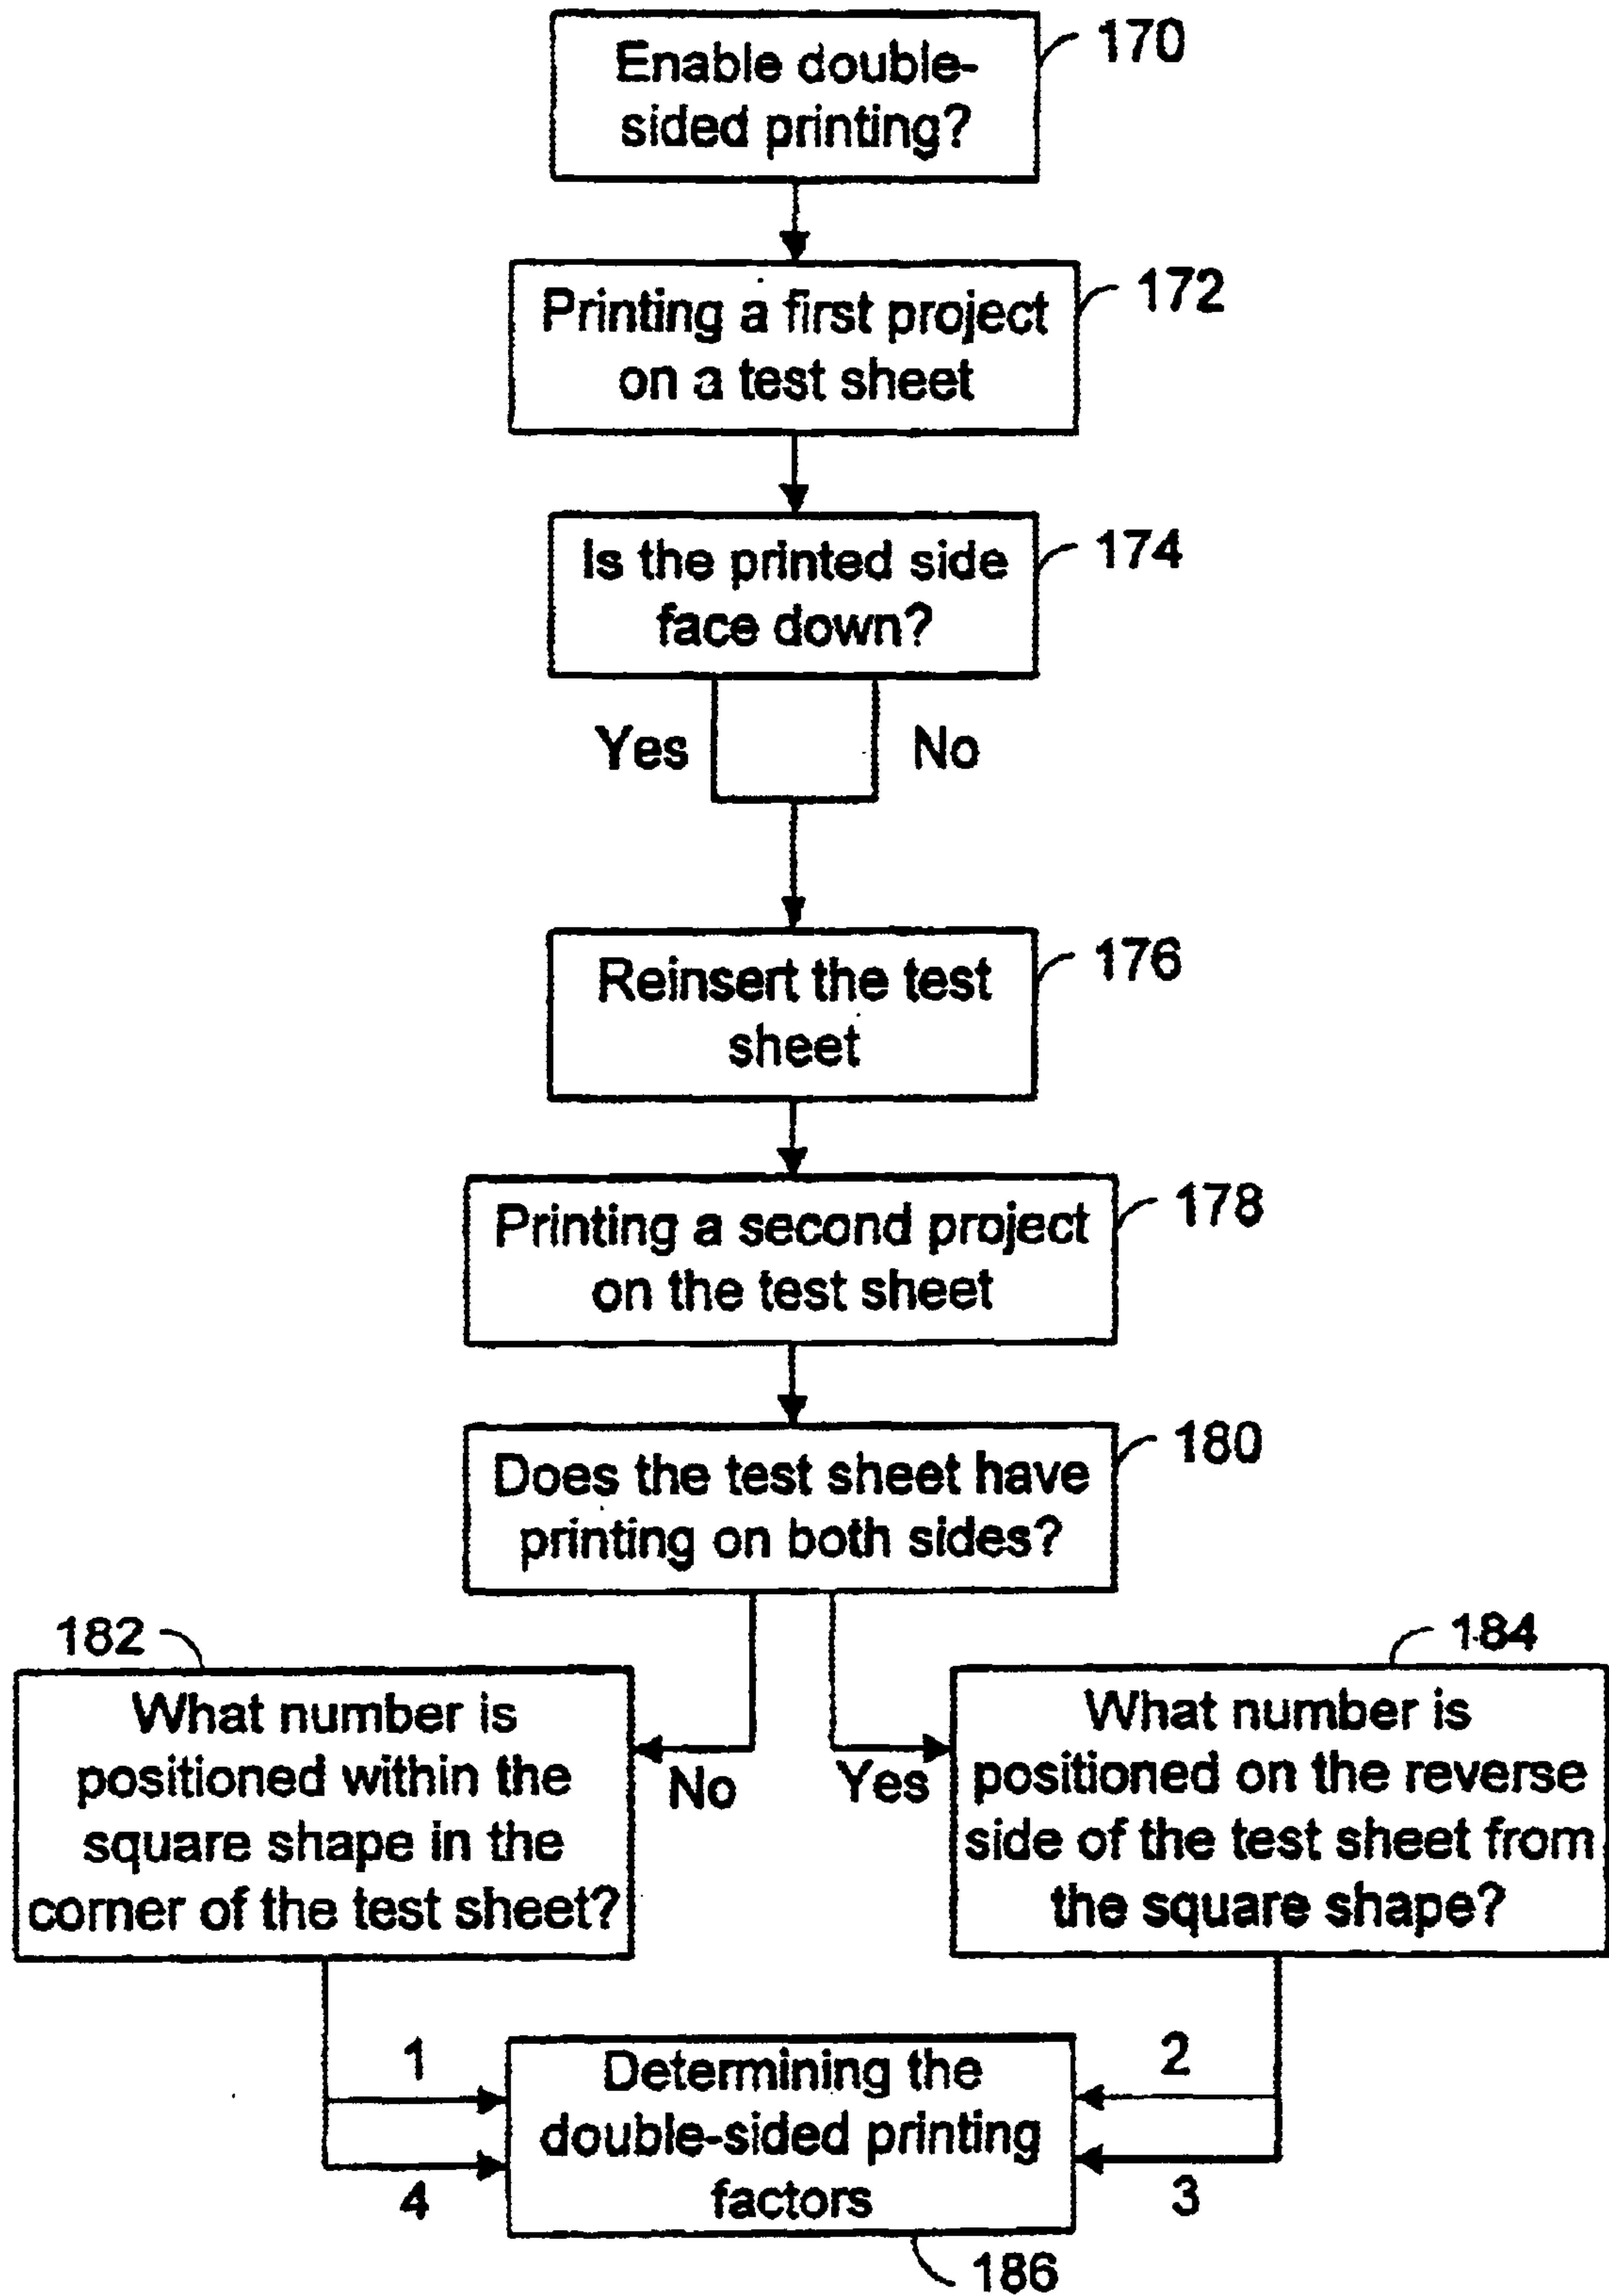 Enable double-
sided printing?
170
Printing a first project
on a test sheet
172
Is the printed side
face down?
174
Yes
No
Reinsert the test
sheet
176
Printing a second project
on the test sheet
178
Does the test sheet have
printing on both sides?
180
182
184
No
Yes
What number is
positioned within the
square shape in the
corner of the test sheet?
What number is
positioned on the reverse
side of the test sheet from
the square shape?
1
4
2
3
Determining the
double-sided printing
factors
186